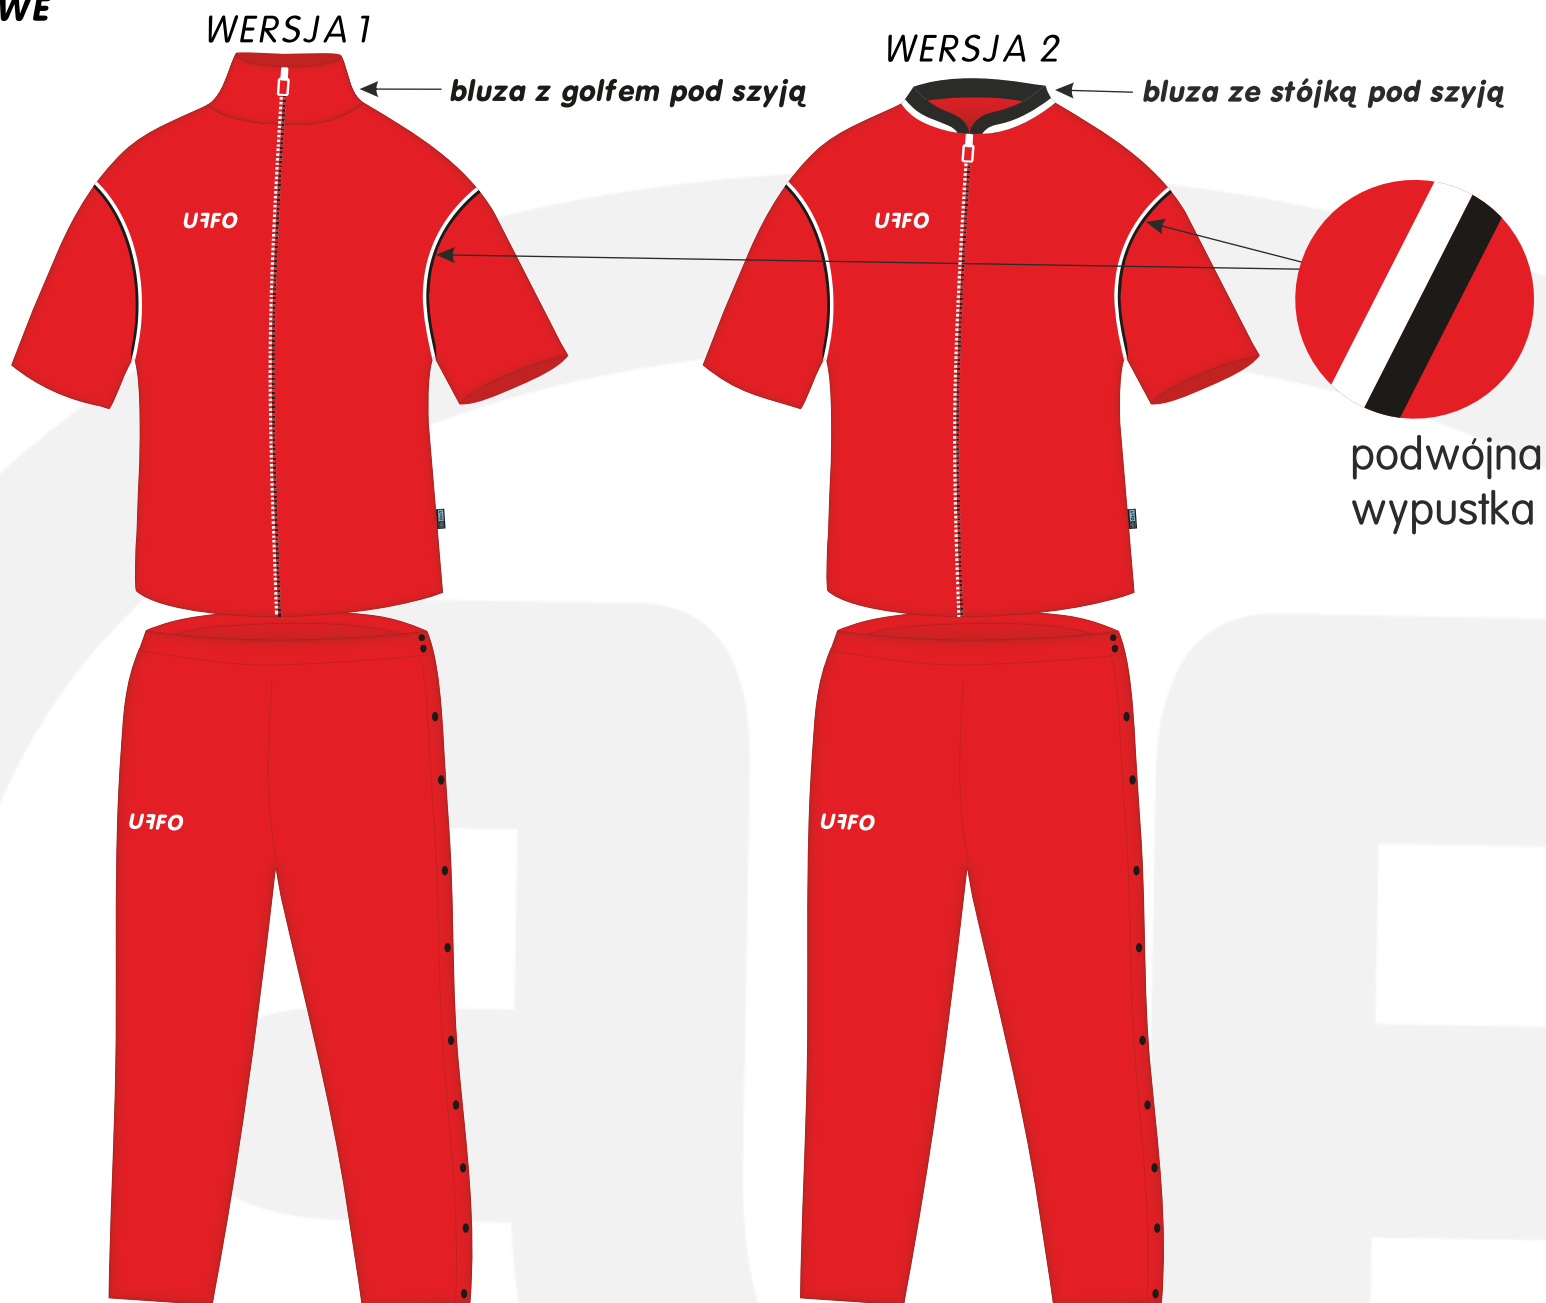 WE
WERSJA 1
WERSJA 2
bluza z golfem pod szyją
bluza ze stójką pod szyją
UFFO
UFFO
podwójna
wypustka
UFFO
UFFO